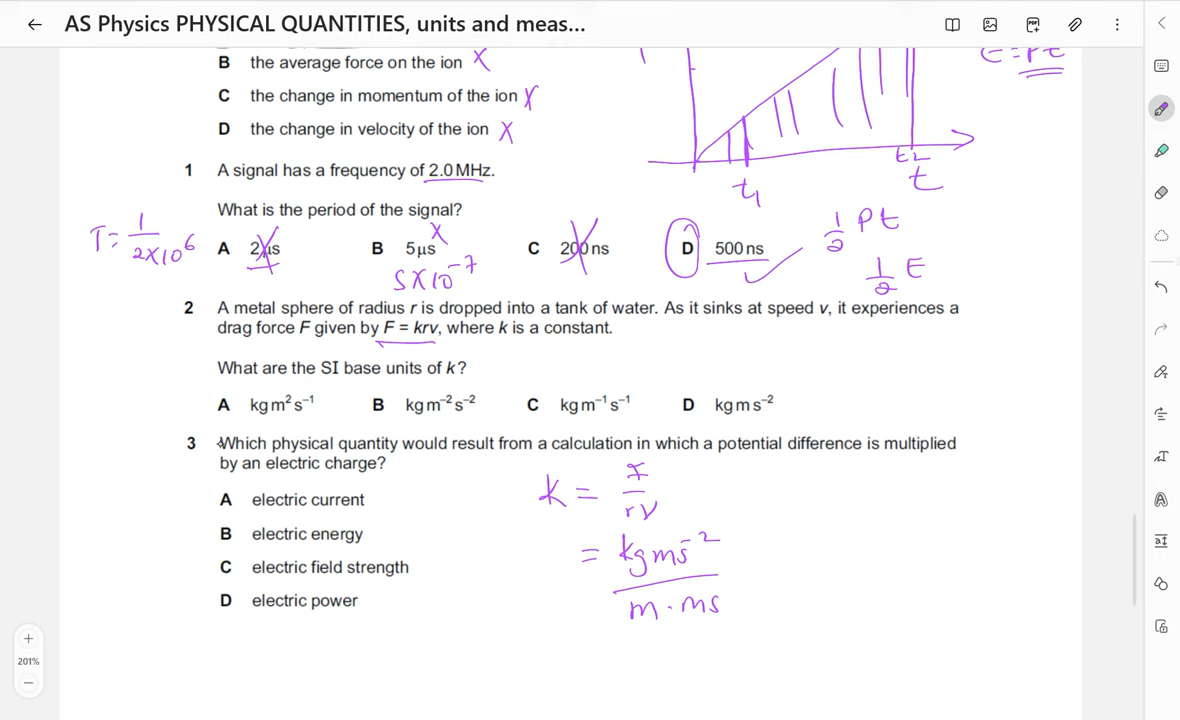 AS Physics PHYSICAL QUANTITIES, units and meas...
B the average force on the ion X
C the change in momentum of the ion X
D the change in velocity of the ion X
E = Pt
t1
t2
t
1 A signal has a frequency of 2.0 MHz.
What is the period of the signal?
T = 1/2×10^6
A 2 µs B 5 µs X C 200 ns D 500 ns
5×10^-7
1/2 Pt
1/2 E
2 A metal sphere of radius r is dropped into a tank of water. As it sinks at speed v, it experiences a
drag force F given by F = krv, where k is a constant.
What are the SI base units of k?
A kg m² s⁻¹ B kg m⁻² s⁻² C kg m⁻¹ s⁻¹ D kg m s⁻²
3 Which physical quantity would result from a calculation in which a potential difference is multiplied
by an electric charge?
A electric current
B electric energy
C electric field strength
D electric power
k = F/rv
= kgms⁻²/m·ms
201%